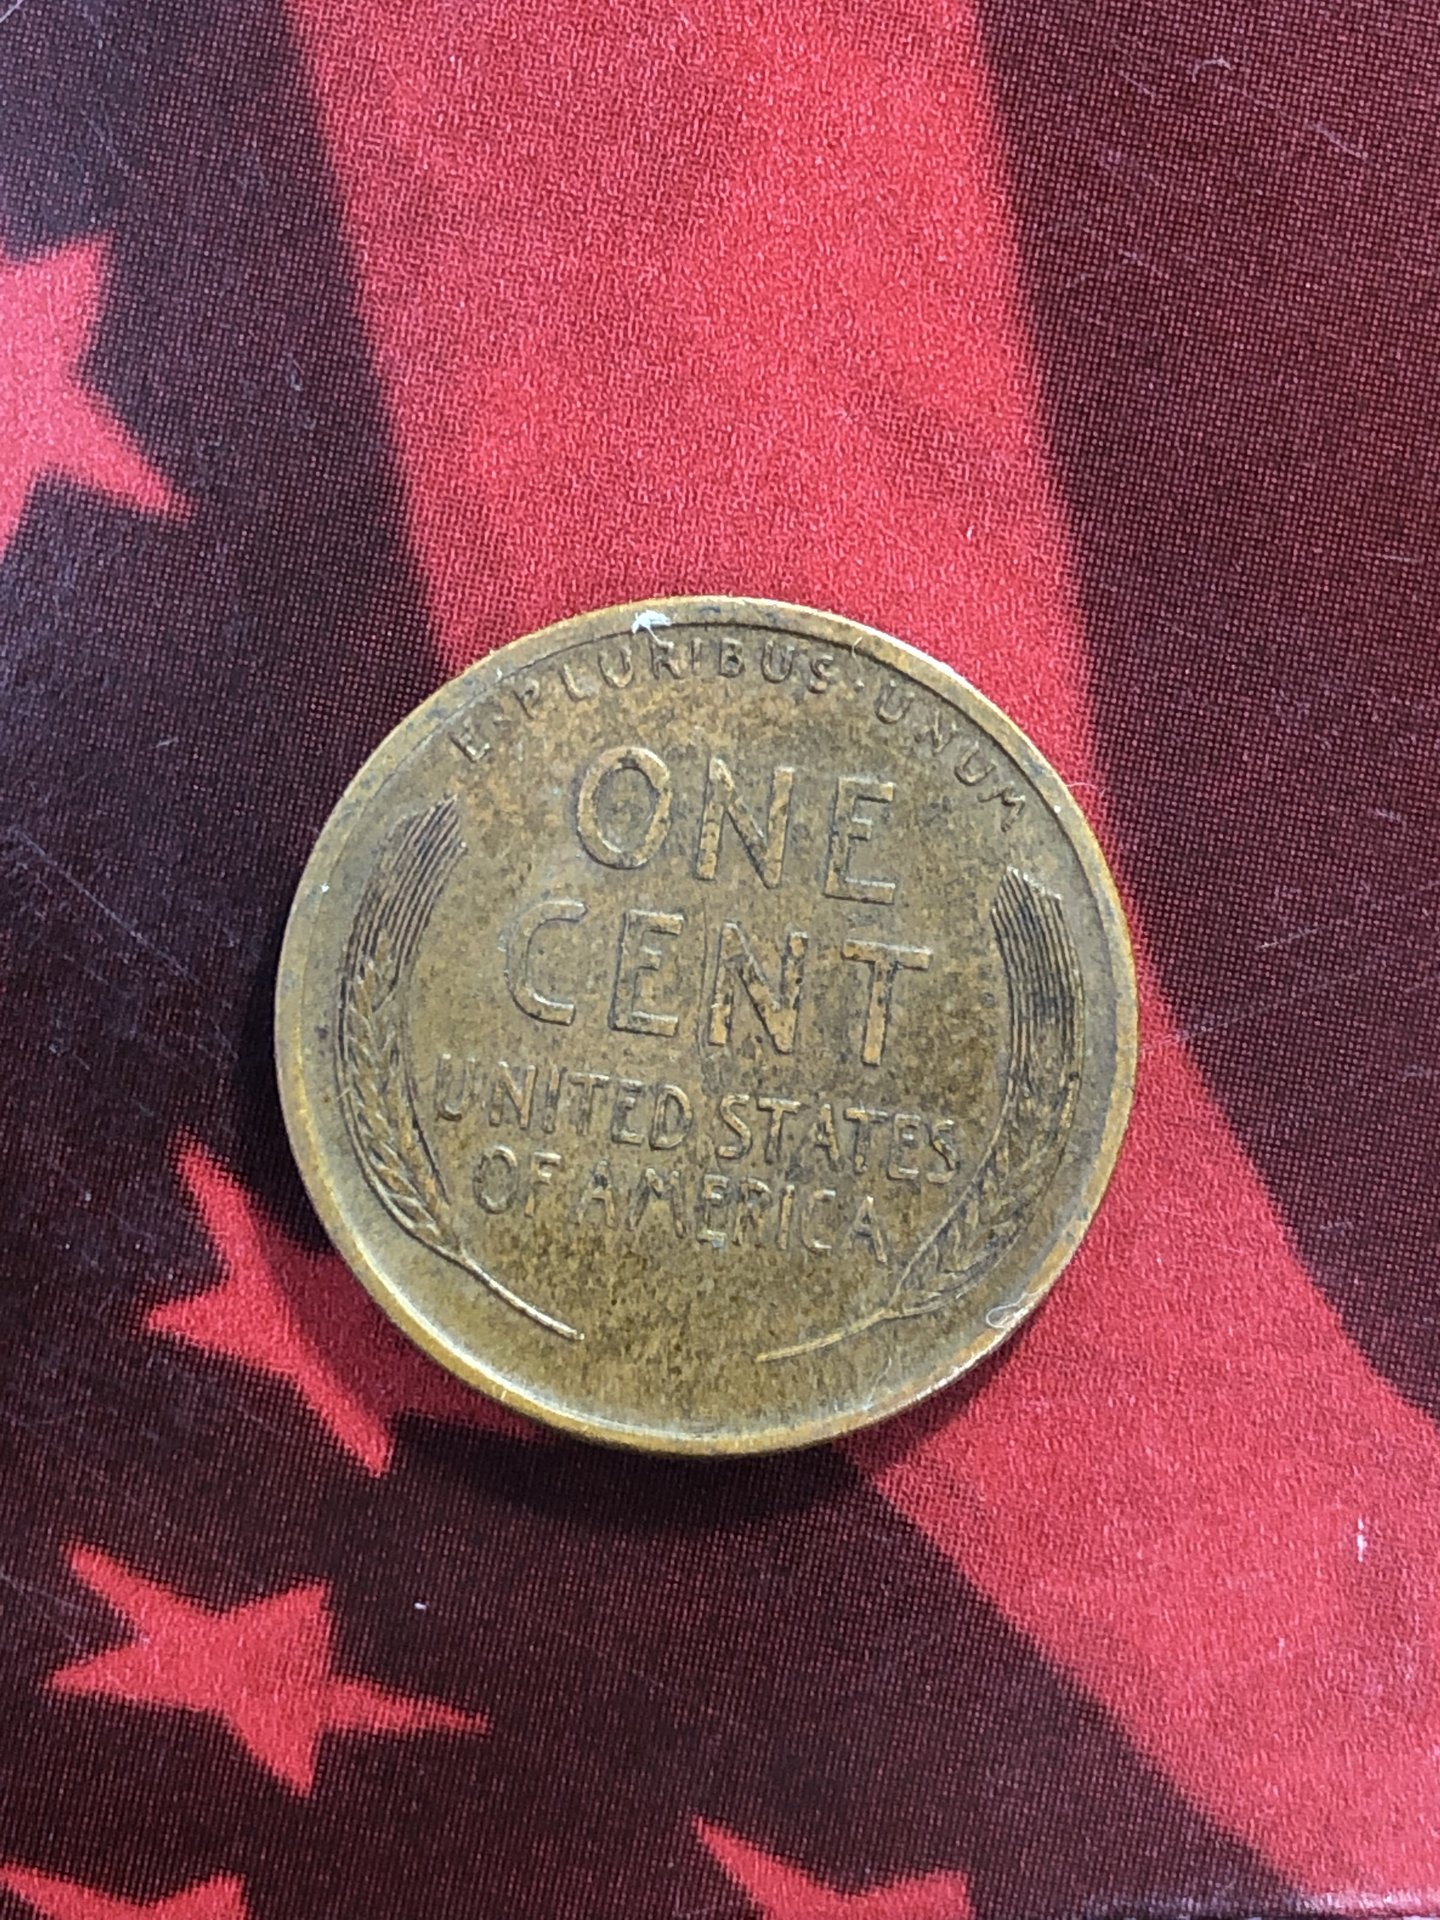 E·PLURIBUS·UNUM
ONE
CENT
UNITED STATES
OF AMERICA